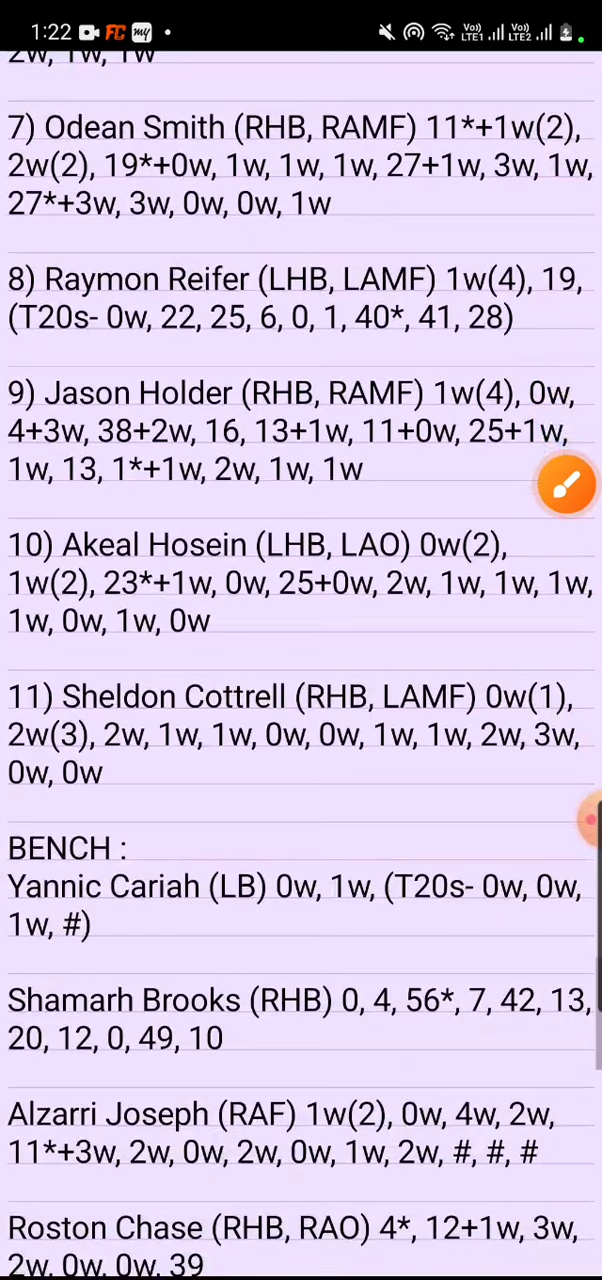 1:22 FC my Vo) LTE1 Vo) LTE2
2w, 1w, 1w
7) Odean Smith (RHB, RAMF) 11*+1w(2),
2w(2), 19*+0w, 1w, 1w, 1w, 27+1w, 3w, 1w,
27*+3w, 3w, 0w, 0w, 1w
8) Raymon Reifer (LHB, LAMF) 1w(4), 19,
(T20s- 0w, 22, 25, 6, 0, 1, 40*, 41, 28)
9) Jason Holder (RHB, RAMF) 1w(4), 0w,
4+3w, 38+2w, 16, 13+1w, 11+0w, 25+1w,
1w, 13, 1*+1w, 2w, 1w, 1w
10) Akeal Hosein (LHB, LAO) 0w(2),
1w(2), 23*+1w, 0w, 25+0w, 2w, 1w, 1w, 1w,
1w, 0w, 1w, 0w
11) Sheldon Cottrell (RHB, LAMF) 0w(1),
2w(3), 2w, 1w, 1w, 0w, 0w, 1w, 1w, 2w, 3w,
0w, 0w
BENCH :
Yannic Cariah (LB) 0w, 1w, (T20s- 0w, 0w,
1w, #)
Shamarh Brooks (RHB) 0, 4, 56*, 7, 42, 13,
20, 12, 0, 49, 10
Alzarri Joseph (RAF) 1w(2), 0w, 4w, 2w,
11*+3w, 2w, 0w, 2w, 0w, 1w, 2w, #, #, #
Roston Chase (RHB, RAO) 4*, 12+1w, 3w,
2w, 0w, 0w, 39